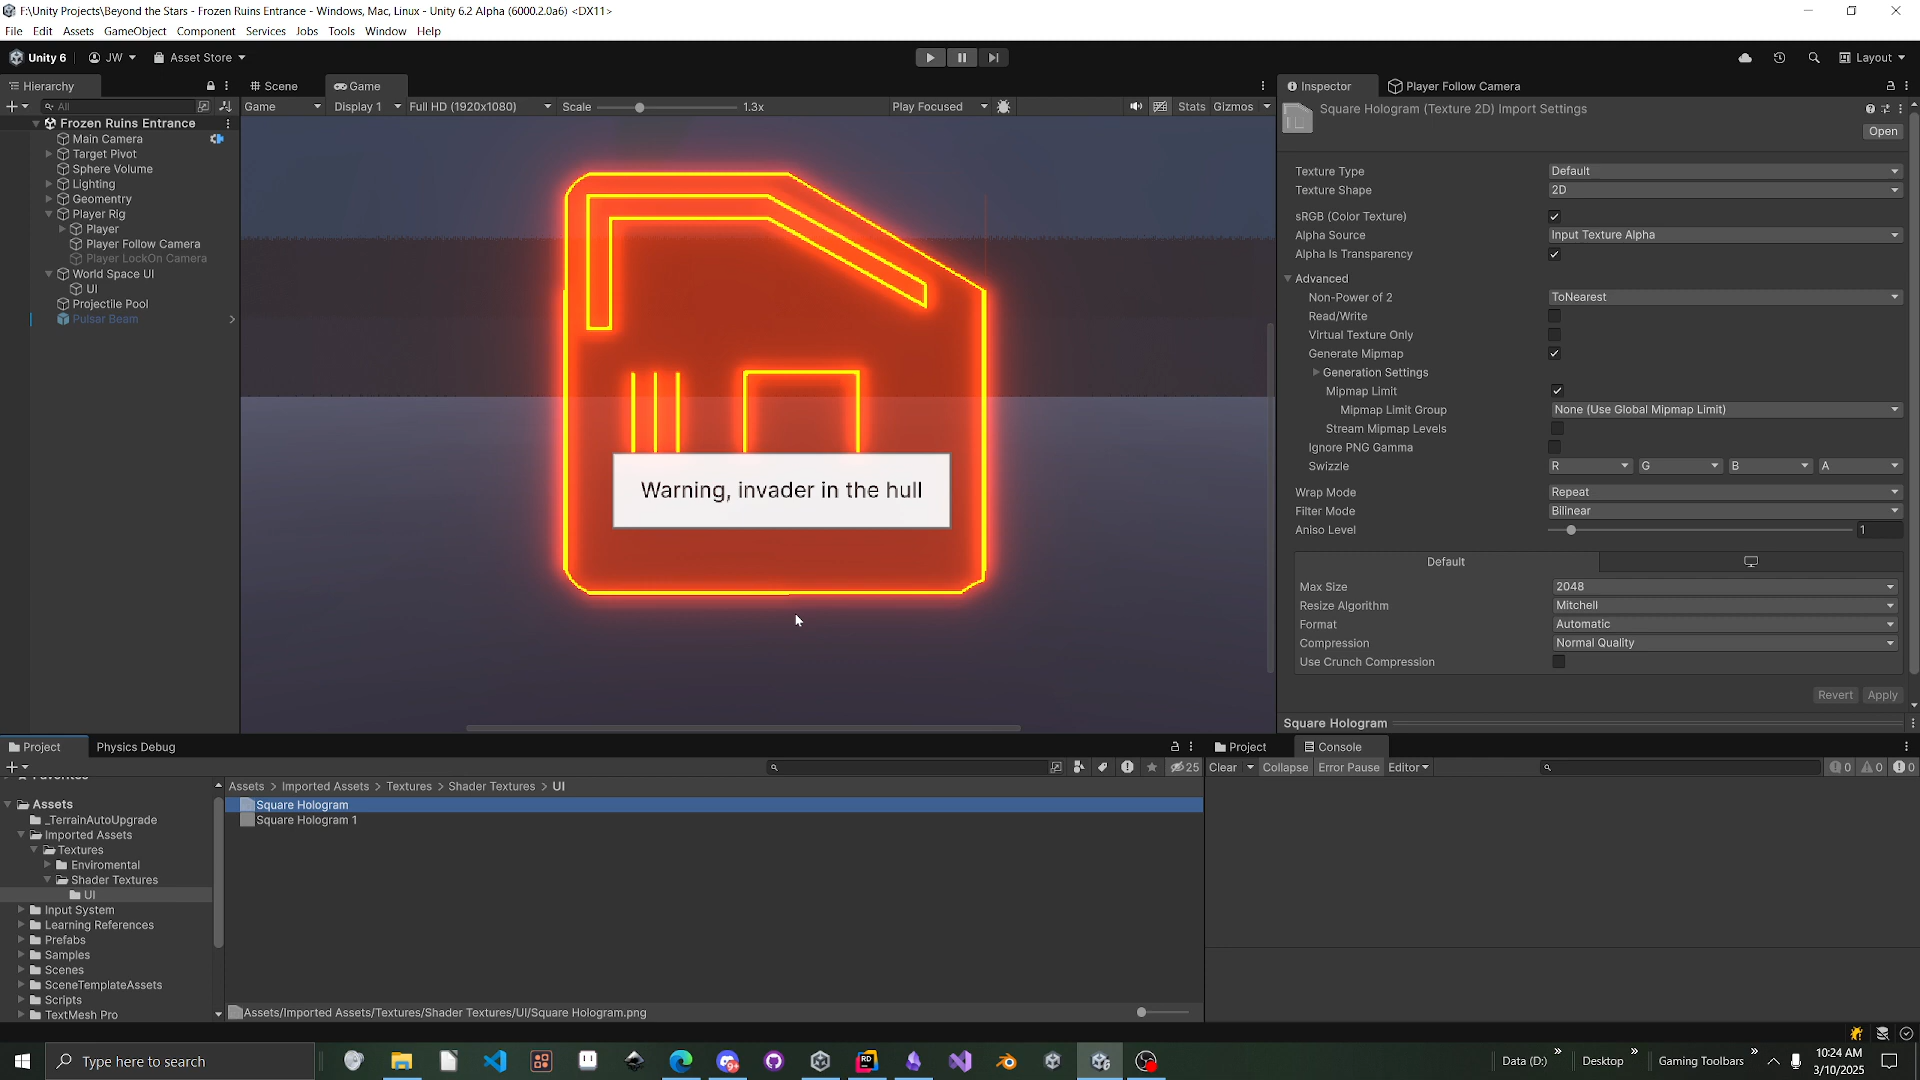 F:\Unity Projects\Beyond the Stars - Frozen Ruins Entrance - Windows, Mac, Linux - Unity 6.2 Alpha (6000.2.0a6) <DX11>
File Edit Assets GameObject Component Services Jobs Tools Window Help
Unity 6 JW Asset Store Layout
Hierarchy
All
Frozen Ruins Entrance
Main Camera
Target Pivot
Sphere Volume
Lighting
Geomentry
Player Rig
Player
Player Follow Camera
Player LockOn Camera
World Space UI
UI
Projectile Pool
Pulsar Beam
Scene Game
Game Display 1 Full HD (1920x1080) Scale 1.3x Play Focused Stats Gizmos
Warning, invader in the hull
Inspector Player Follow Camera
Square Hologram (Texture 2D) Import Settings
Open
Texture Type Default
Texture Shape 2D
sRGB (Color Texture)
Alpha Source Input Texture Alpha
Alpha Is Transparency
Advanced
Non-Power of 2 ToNearest
Read/Write
Virtual Texture Only
Generate Mipmap
Generation Settings
Mipmap Limit
Mipmap Limit Group None (Use Global Mipmap Limit)
Stream Mipmap Levels
Ignore PNG Gamma
Swizzle R G B A
Wrap Mode Repeat
Filter Mode Bilinear
Aniso Level 1
Default
Max Size 2048
Resize Algorithm Mitchell
Format Automatic
Compression Normal Quality
Use Crunch Compression
Revert Apply
Square Hologram
Project Physics Debug
25
Favorites
Assets
_TerrainAutoUpgrade
Imported Assets
Textures
Enviromental
Shader Textures
UI
Input System
Learning References
Prefabs
Samples
Scenes
SceneTemplateAssets
Scripts
TextMesh Pro
Assets > Imported Assets > Textures > Shader Textures > UI
Square Hologram
Square Hologram 1
Assets/Imported Assets/Textures/Shader Textures/UI/Square Hologram.png
Project Console
Clear Collapse Error Pause Editor 0 0 0
Type here to search
Data (D:) Desktop Gaming Toolbars
10:24 AM
3/10/2025